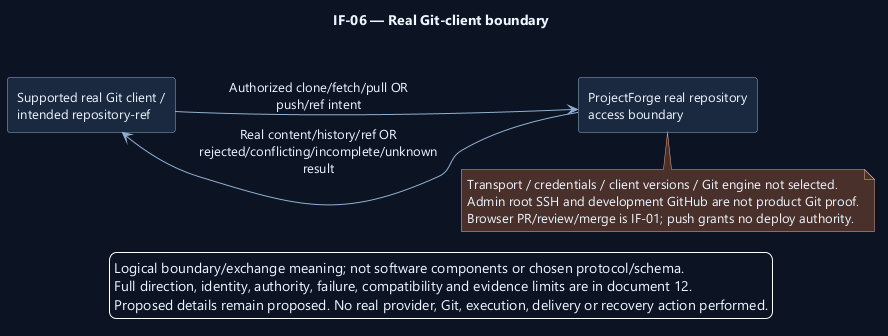 IF-06 — Real Git-client boundary
Supported real Git client /
intended repository-ref
Authorized clone/fetch/pull OR
push/ref intent
ProjectForge real repository
access boundary
Real content/history/ref OR
rejected/conflicting/incomplete/unknown
result
Transport / credentials / client versions / Git engine not selected.
Admin root SSH and development GitHub are not product Git proof.
Browser PR/review/merge is IF-01; push grants no deploy authority.
Logical boundary/exchange meaning; not software components or chosen protocol/schema.
Full direction, identity, authority, failure, compatibility and evidence limits are in document 12.
Proposed details remain proposed. No real provider, Git, execution, delivery or recovery action performed.